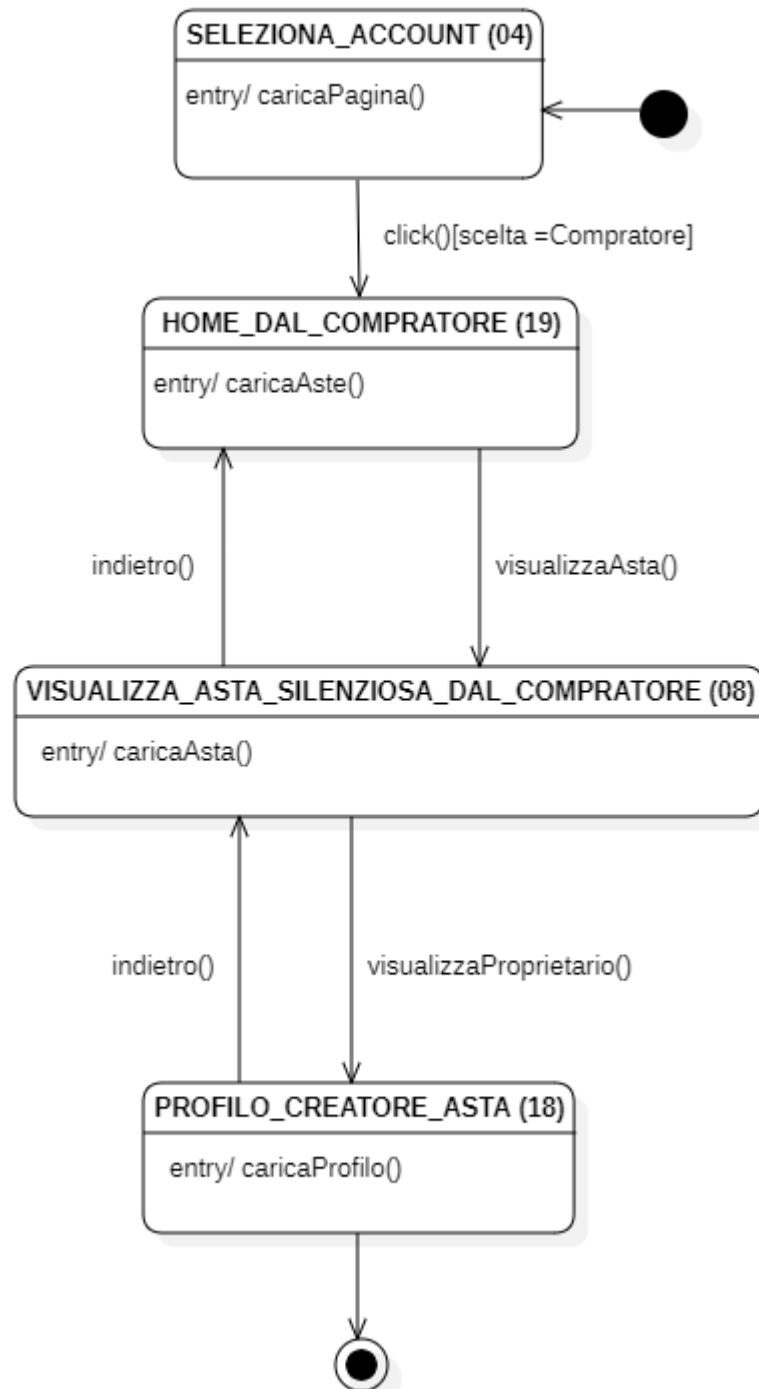 SELEZIONA_ACCOUNT (04)
entry/ caricaPagina()
click()[scelta =Compratore]
HOME_DAL_COMPRATORE (19)
entry/ caricaAste()
indietro()
visualizzaAsta()
VISUALIZZA_ASTA_SILENZIOSA_DAL_COMPRATORE (08)
entry/ caricaAsta()
indietro()
visualizzaProprietario()
PROFILO_CREATORE_ASTA (18)
entry/ caricaProfilo()